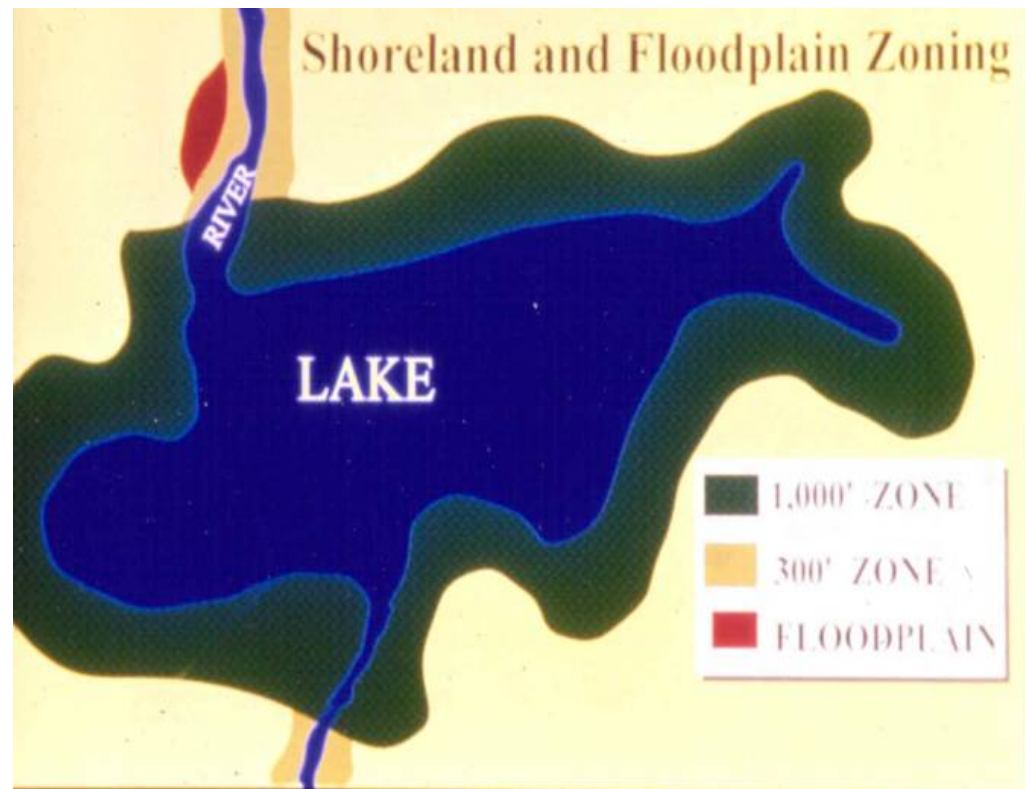 Shoreland and Floodplain Zoning
RIVER
LAKE
1,000' ZONE
300' ZONE
FLOODPLAIN